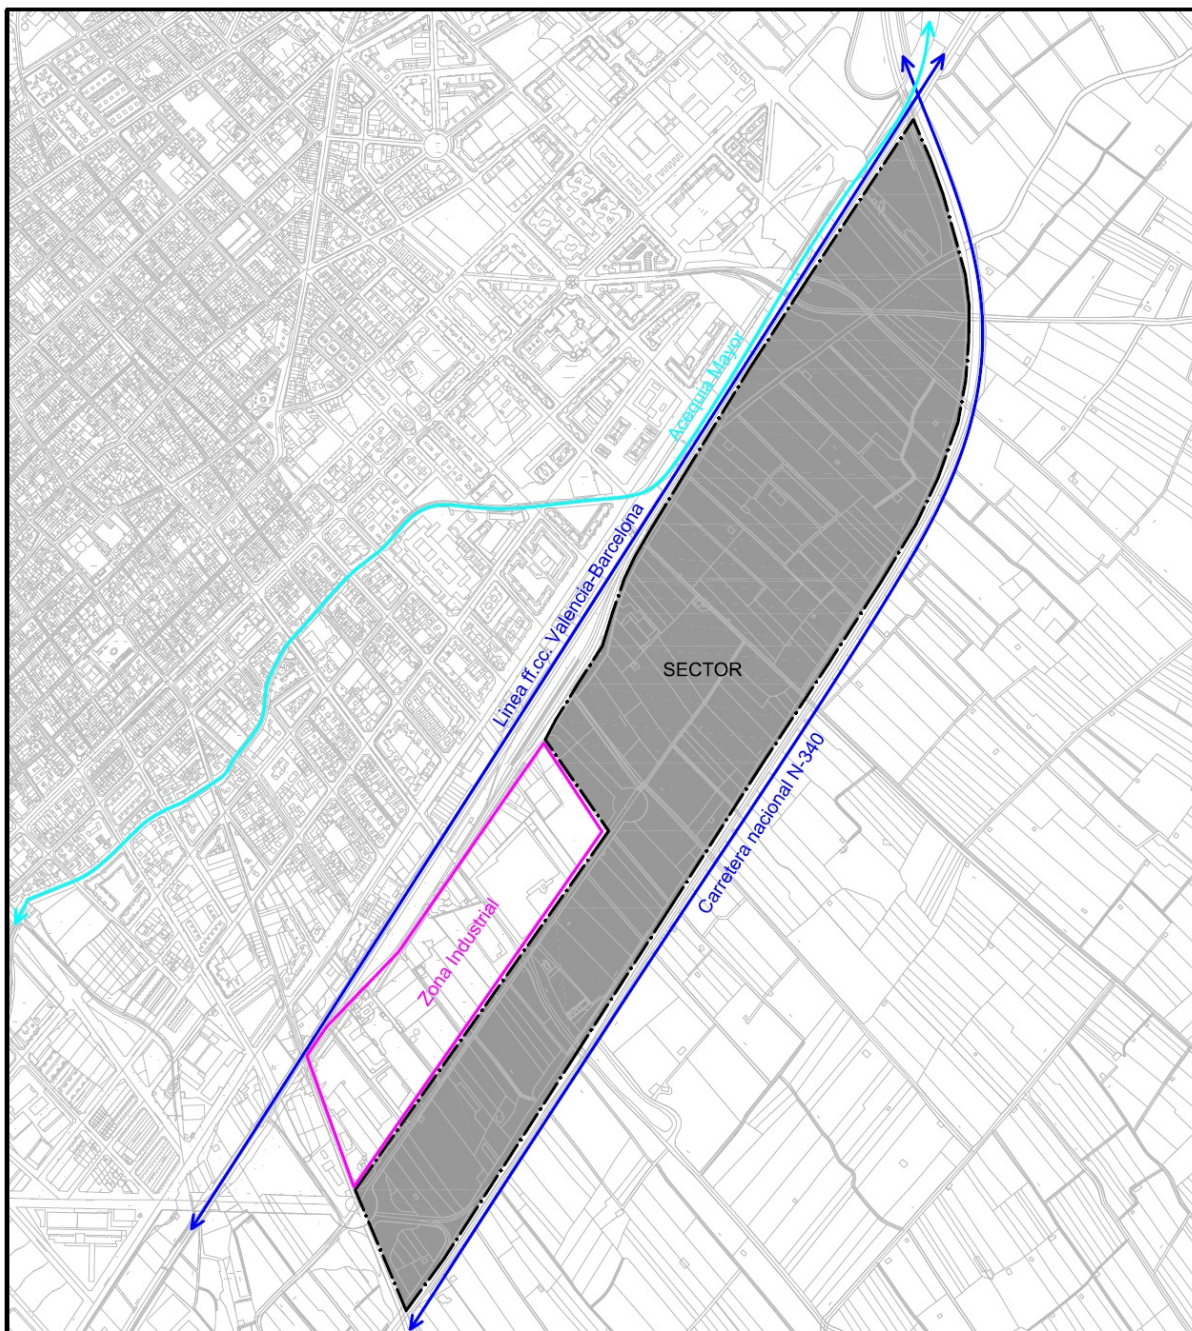 Acequia Mayor
Linea ff.cc. Valencia-Barcelona
SECTOR
Carretera nacional N-340
Zona Industrial